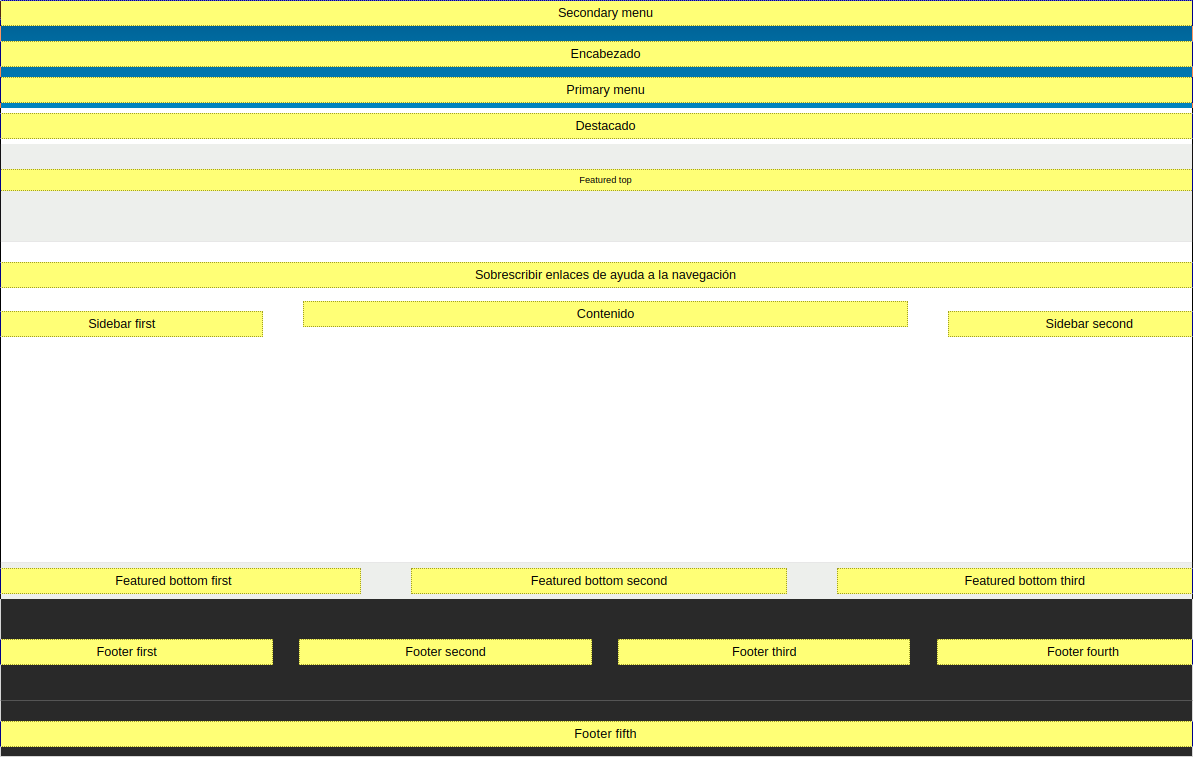 Secondary menu
Encabezado
Primary menu
Destacado
Featured top
Sobrescribir enlaces de ayuda a la navegación
Sidebar first
Contenido
Sidebar second
Featured bottom first
Featured bottom second
Featured bottom third
Footer first
Footer second
Footer third
Footer fourth
Footer fifth